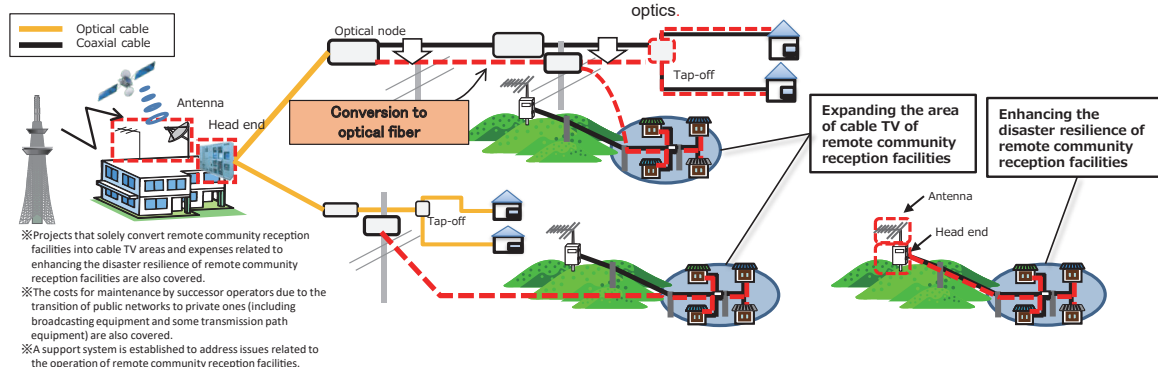 optics.
Optical cable
Coaxial cable
Optical node
Antenna
Head end
Tap-off
Conversion to
optical fiber
Expanding the area
of cable TV of
remote community
reception facilities
Enhancing the
disaster resilience of
remote community
reception facilities
Tap-off
Antenna
Head end
※Projects that solely convert remote community reception
facilities into cable TV areas and expenses related to
enhancing the disaster resilience of remote community
reception facilities are also covered.
※The costs for maintenance by successor operators due to the
transition of public networks to private ones (including
broadcasting equipment and some transmission path
equipment) are also covered.
※A support system is established to address issues related to
the operation of remote community reception facilities.